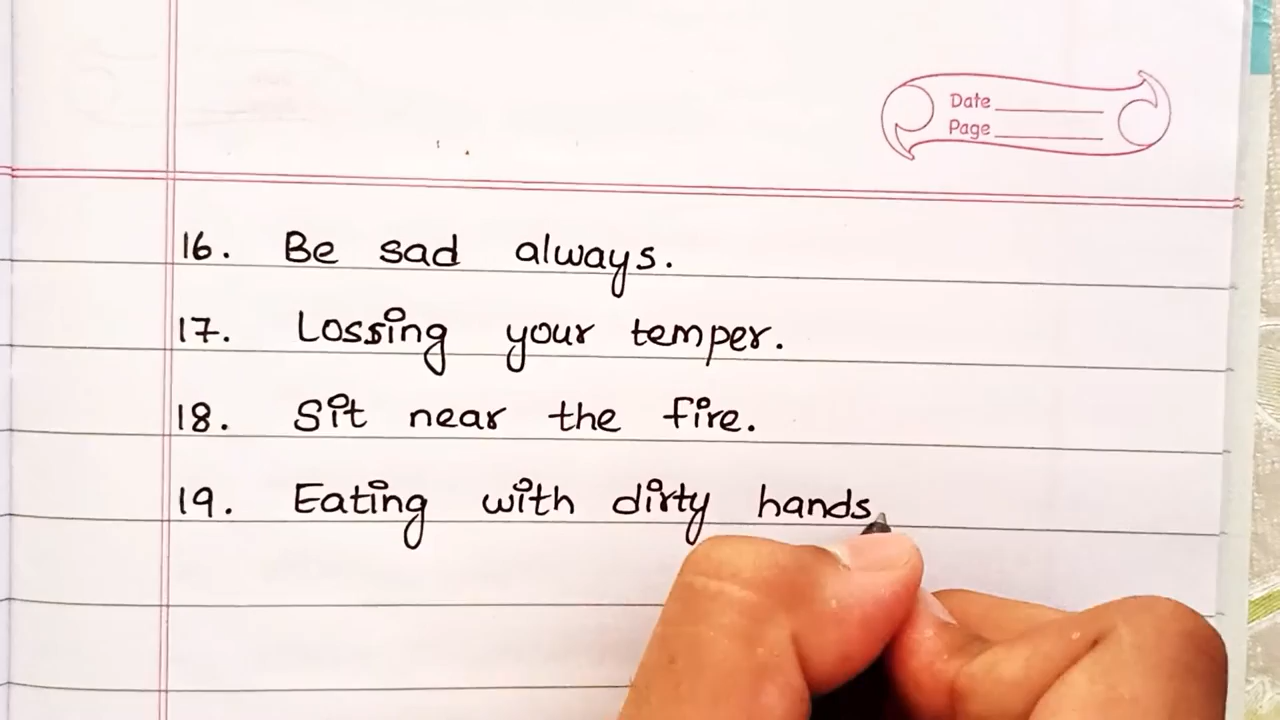 Date
Page
16. Be sad always.
17. Lossing your temper.
18. Sit near the fire.
19. Eating with dirty hands